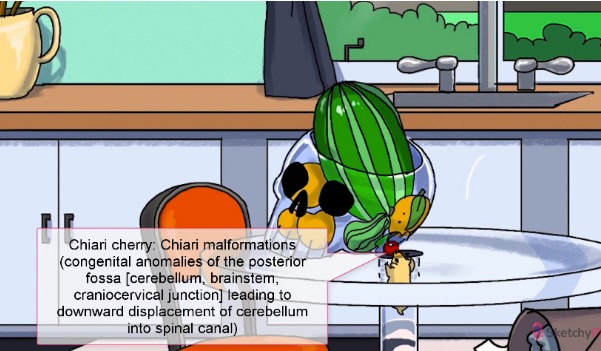 Chiari cherry: Chiari malformations
(congenital anomalies of the posterior
fossa [cerebellum, brainstem,
craniocervical junction] leading to
downward displacement of cerebellum
into spinal canal)
Sketchy